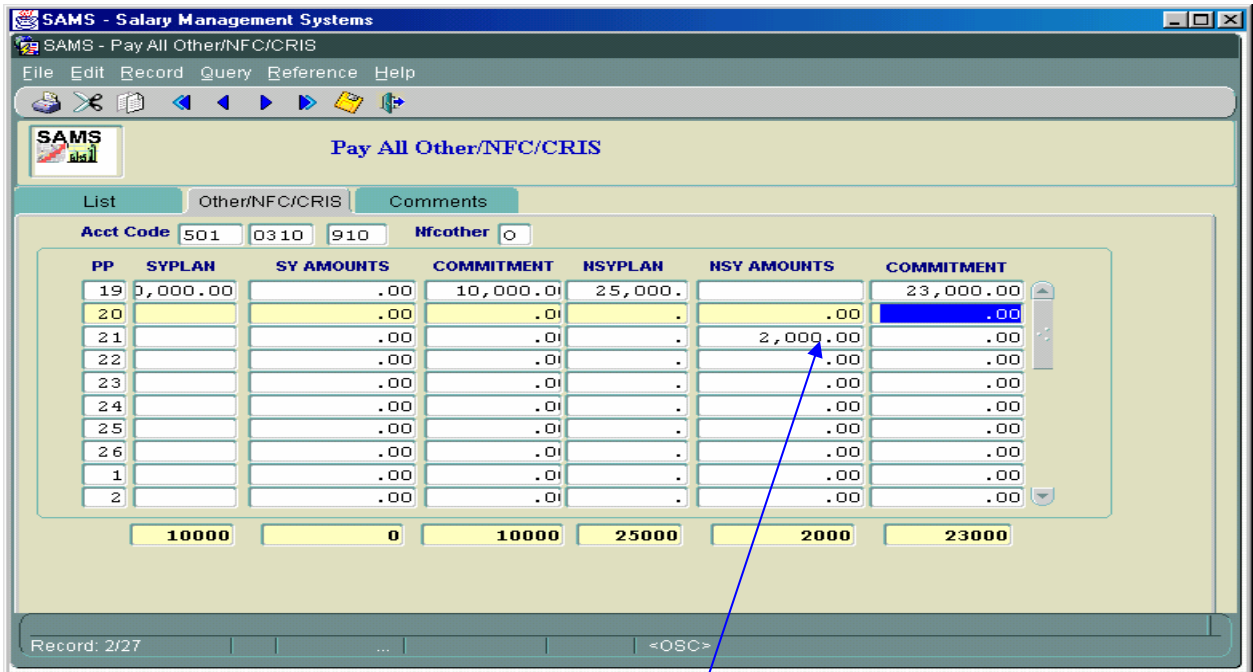 SAMS - Salary Management Systems
SAMS - Pay All Other/NFC/CRIS
File Edit Record Query Reference Help
SAMS
Pay All Other/NFC/CRIS
List Other/NFC/CRIS Comments
Acct Code 501 0310 910 Nfcother O
PP SYPLAN SY AMOUNTS COMMITMENT NSYPLAN NSY AMOUNTS COMMITMENT
19 0,000.00 .00 10,000.0 25,000. 23,000.00
20 .00 .0 . .00 .00
21 .00 .0 . 2,000.00 .00
22 .00 .0 . .00 .00
23 .00 .0 . .00 .00
24 .00 .0 . .00 .00
25 .00 .0 . .00 .00
26 .00 .0 . .00 .00
1 .00 .0 . .00 .00
2 .00 .0 . .00 .00
10000 0 10000 25000 2000 23000
Record: 2/27 ... <OSC>